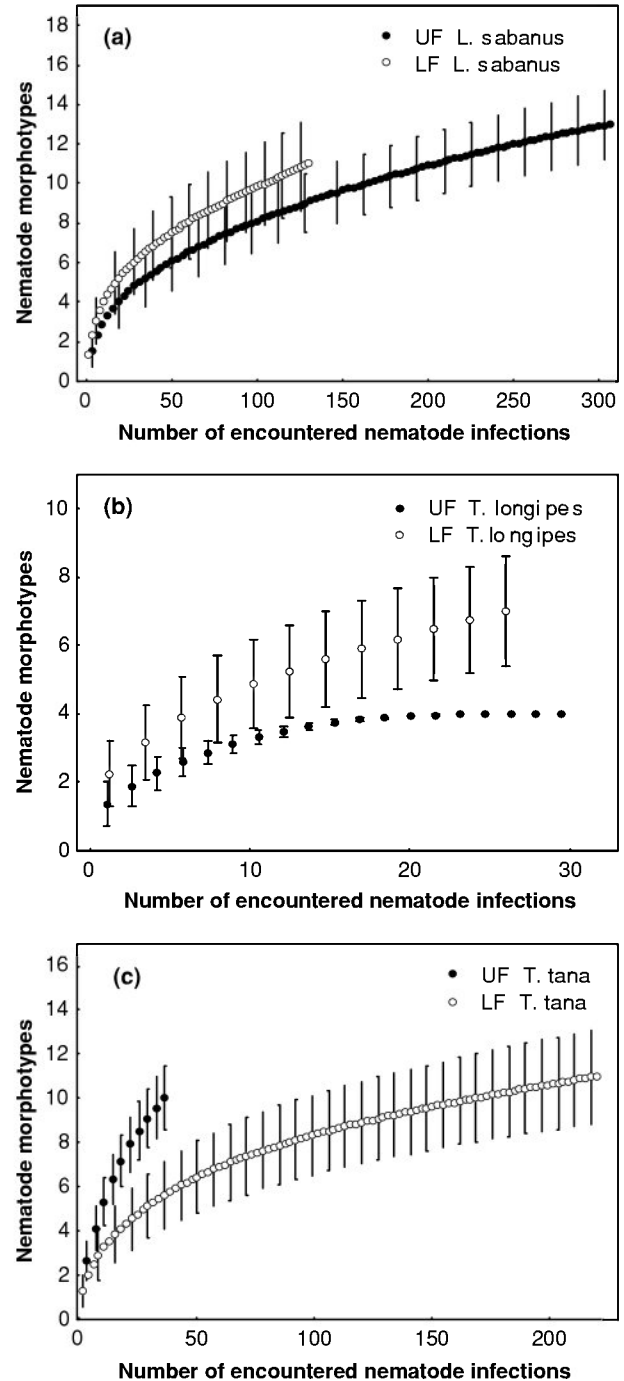 (a)
UF L. sabanus
LF L. sabanus
18
16
14
12
10
8
6
4
2
0
Nematode morphotypes
0 50 100 150 200 250 300
Number of encountered nematode infections
(b)
UF T. longipes
LF T. longipes
10
8
6
4
2
0
Nematode morphotypes
0 10 20 30
Number of encountered nematode infections
(c)
UF T. tana
LF T. tana
16
14
12
10
8
6
4
2
0
Nematode morphotypes
0 50 100 150 200
Number of encountered nematode infections